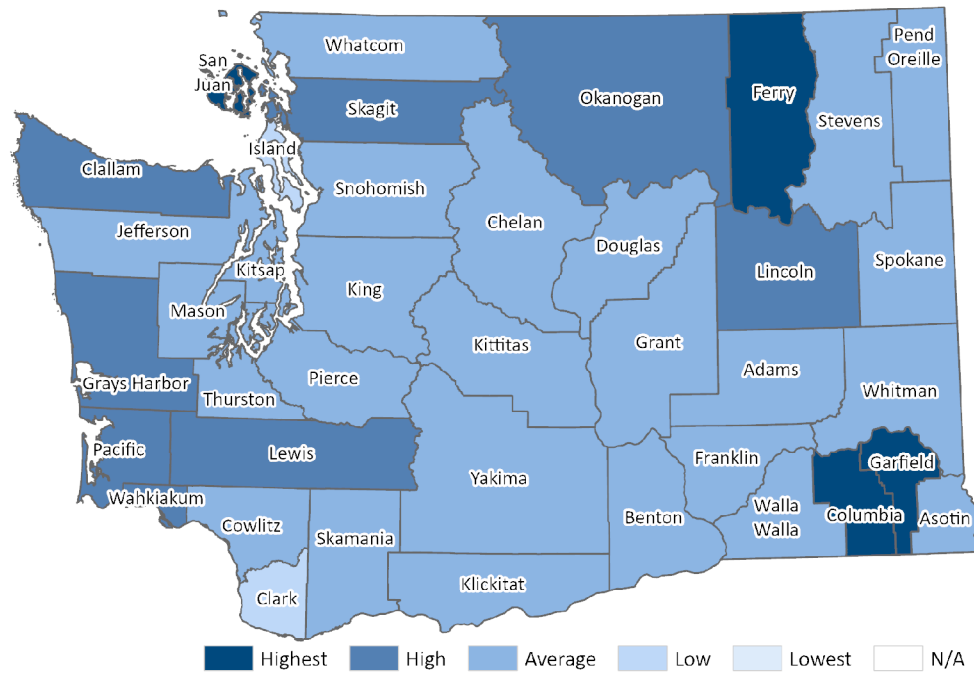 Whatcom
Pend
Oreille
San
Juan
Skagit
Okanogan
Ferry
Stevens
Island
Clallam
Snohomish
Chelan
Jefferson
Douglas
Kitsap
King
Lincoln
Spokane
Mason
Kittitas
Grant
Adams
Pierce
Grays Harbor
Thurston
Whitman
Pacific
Lewis
Yakima
Franklin
Garfield
Wahkiakum
Cowlitz
Skamania
Benton
Walla
Walla
Columbia
Asotin
Clark
Klickitat
Highest
High
Average
Low
Lowest
N/A